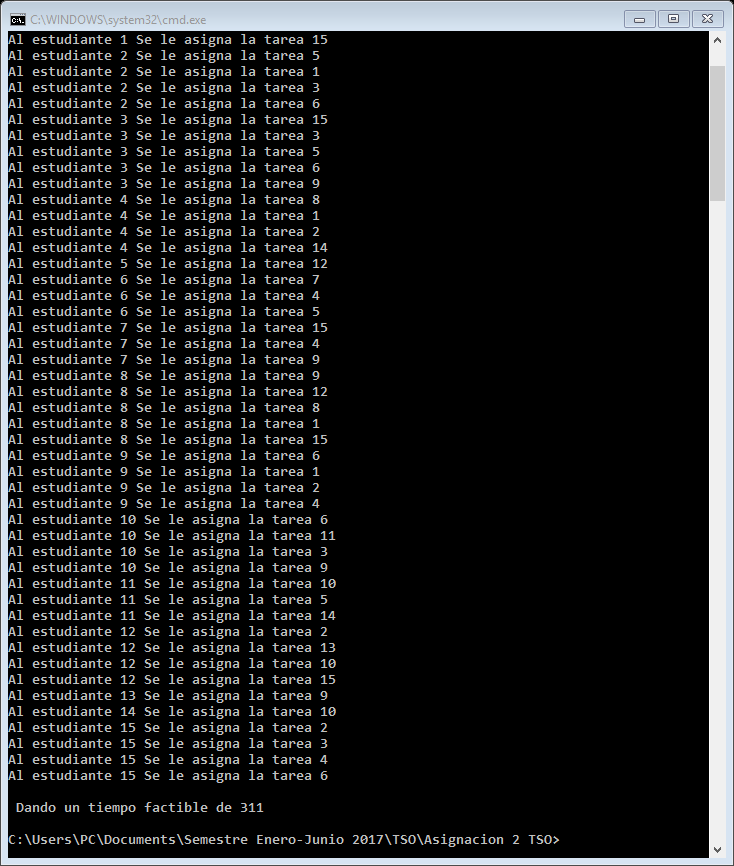 C:\WINDOWS\system32\cmd.exe
Al estudiante 1 Se le asigna la tarea 15
Al estudiante 2 Se le asigna la tarea 5
Al estudiante 2 Se le asigna la tarea 1
Al estudiante 2 Se le asigna la tarea 3
Al estudiante 2 Se le asigna la tarea 6
Al estudiante 3 Se le asigna la tarea 15
Al estudiante 3 Se le asigna la tarea 3
Al estudiante 3 Se le asigna la tarea 5
Al estudiante 3 Se le asigna la tarea 6
Al estudiante 3 Se le asigna la tarea 9
Al estudiante 4 Se le asigna la tarea 8
Al estudiante 4 Se le asigna la tarea 1
Al estudiante 4 Se le asigna la tarea 2
Al estudiante 4 Se le asigna la tarea 14
Al estudiante 5 Se le asigna la tarea 12
Al estudiante 6 Se le asigna la tarea 7
Al estudiante 6 Se le asigna la tarea 4
Al estudiante 6 Se le asigna la tarea 5
Al estudiante 7 Se le asigna la tarea 15
Al estudiante 7 Se le asigna la tarea 4
Al estudiante 7 Se le asigna la tarea 9
Al estudiante 8 Se le asigna la tarea 9
Al estudiante 8 Se le asigna la tarea 12
Al estudiante 8 Se le asigna la tarea 8
Al estudiante 8 Se le asigna la tarea 1
Al estudiante 8 Se le asigna la tarea 15
Al estudiante 9 Se le asigna la tarea 6
Al estudiante 9 Se le asigna la tarea 1
Al estudiante 9 Se le asigna la tarea 2
Al estudiante 9 Se le asigna la tarea 4
Al estudiante 10 Se le asigna la tarea 6
Al estudiante 10 Se le asigna la tarea 11
Al estudiante 10 Se le asigna la tarea 3
Al estudiante 10 Se le asigna la tarea 9
Al estudiante 11 Se le asigna la tarea 10
Al estudiante 11 Se le asigna la tarea 5
Al estudiante 11 Se le asigna la tarea 14
Al estudiante 12 Se le asigna la tarea 2
Al estudiante 12 Se le asigna la tarea 13
Al estudiante 12 Se le asigna la tarea 10
Al estudiante 12 Se le asigna la tarea 15
Al estudiante 13 Se le asigna la tarea 9
Al estudiante 14 Se le asigna la tarea 10
Al estudiante 15 Se le asigna la tarea 2
Al estudiante 15 Se le asigna la tarea 3
Al estudiante 15 Se le asigna la tarea 4
Al estudiante 15 Se le asigna la tarea 6
Dando un tiempo factible de 311
C:\Users\PC\Documents\Semestre Enero-Junio 2017\TSO\Asignacion 2 TSO>